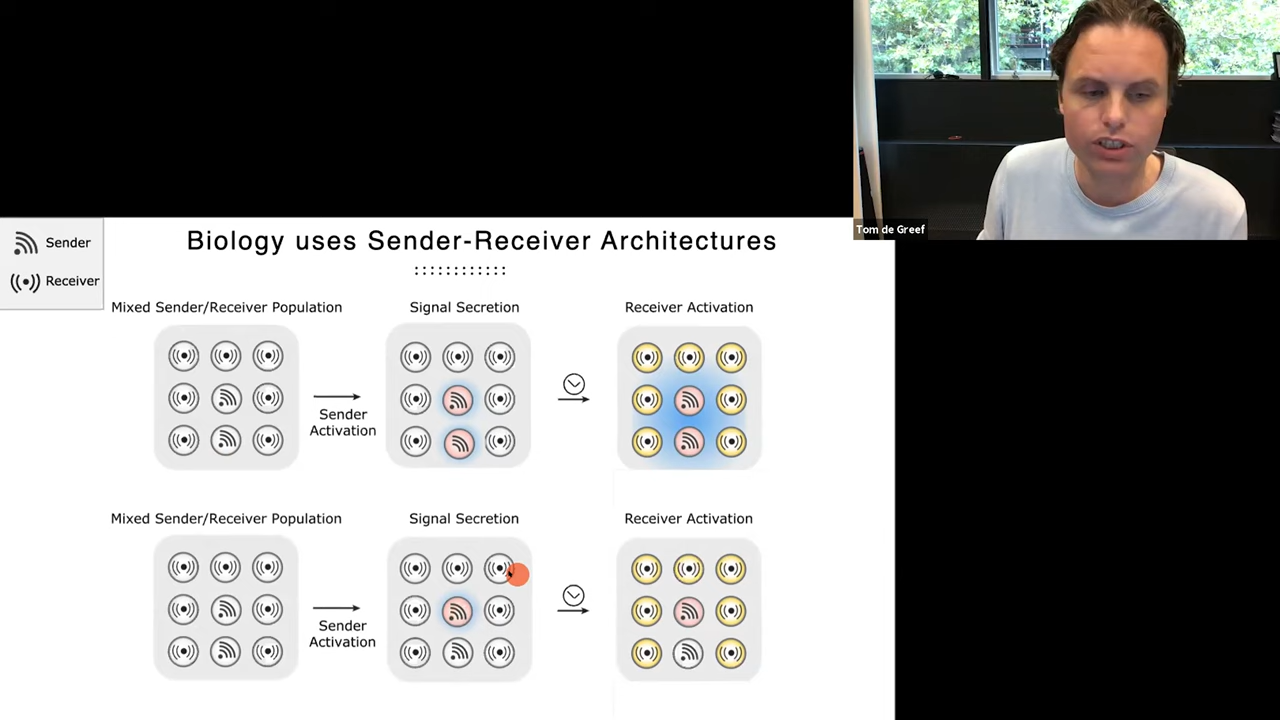 Tom de Greef
Sender
Receiver
Biology uses Sender-Receiver Architectures
Mixed Sender/Receiver Population
Signal Secretion
Receiver Activation
Sender
Activation
Mixed Sender/Receiver Population
Signal Secretion
Receiver Activation
Sender
Activation